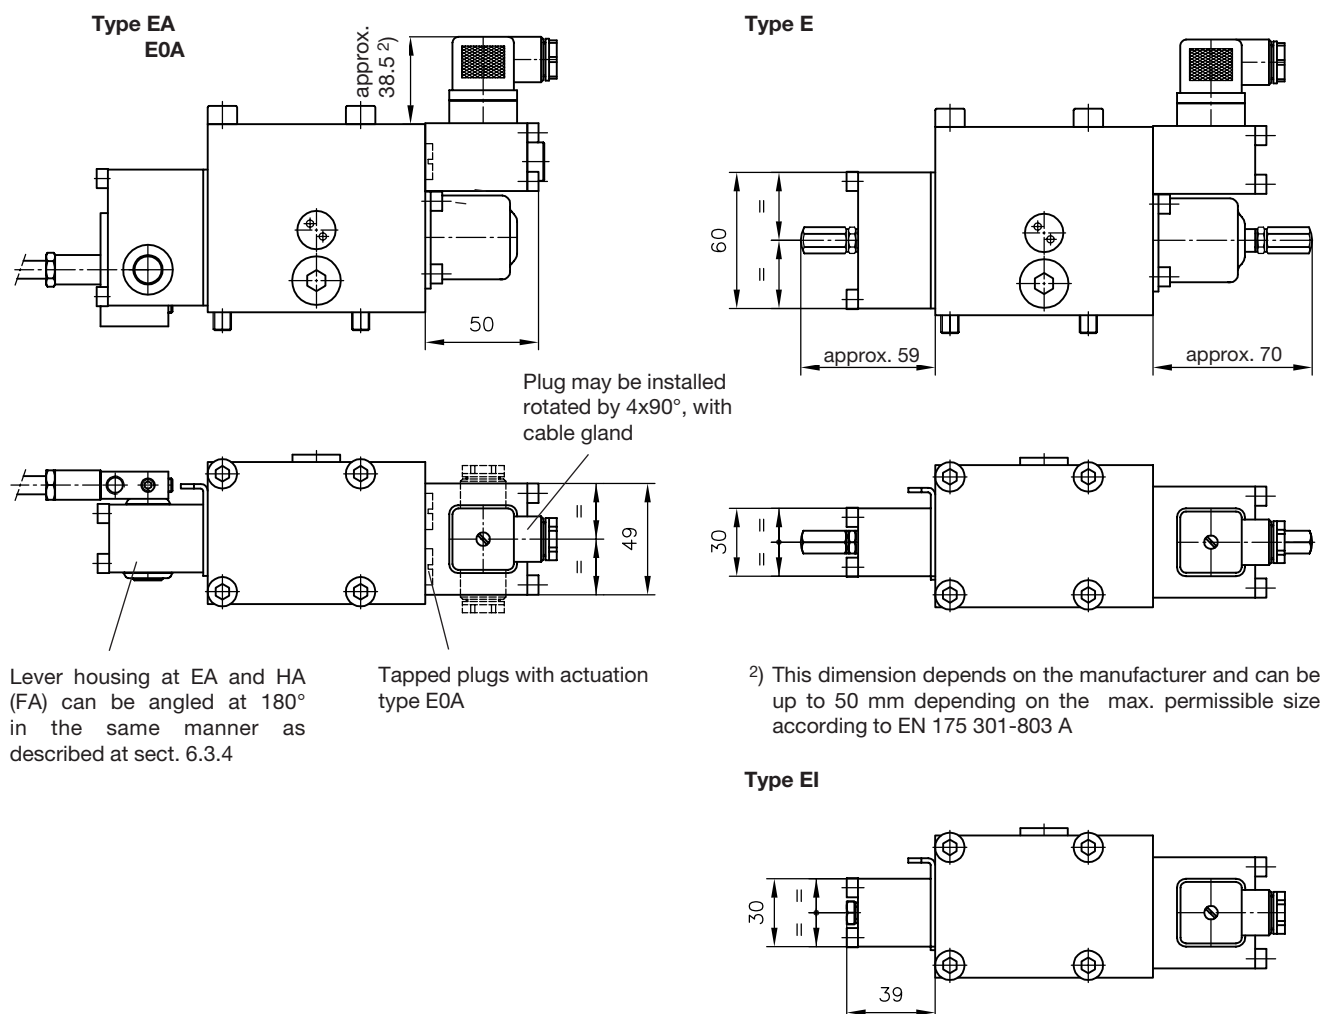 Type EA
E0A
approx.
38.5 2)
50
Type E
60
=
=
approx. 59
approx. 70
Plug may be installed
rotated by 4x90°, with
cable gland
=
=
49
30
=
=
Lever housing at EA and HA
(FA) can be angled at 180°
in the same manner as
described at sect. 6.3.4
Tapped plugs with actuation
type E0A
2) This dimension depends on the manufacturer and can be
up to 50 mm depending on the max. permissible size
according to EN 175 301-803 A
Type EI
30
=
=
39